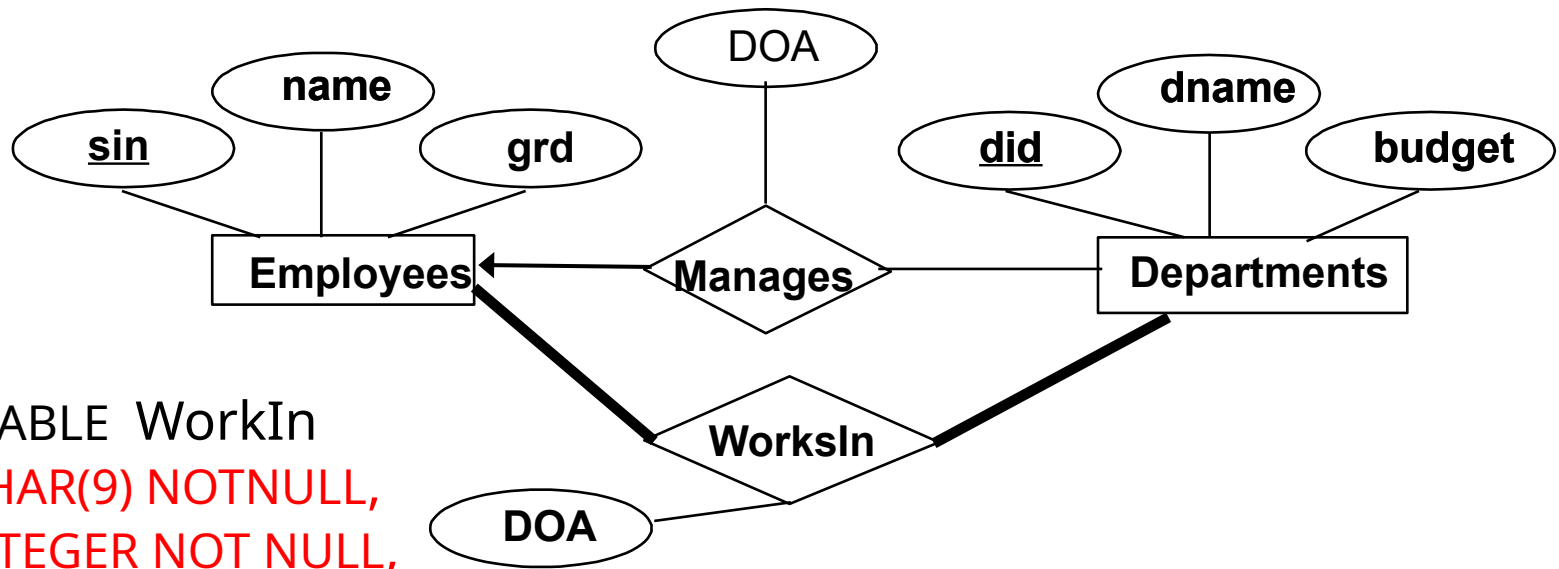 DOA
name
dname
sin
grd
did
budget
Employees
Manages
Departments
ABLE WorkIn
WorksIn
HAR(9) NOTNULL,
DOA
TEGER NOT NULL,